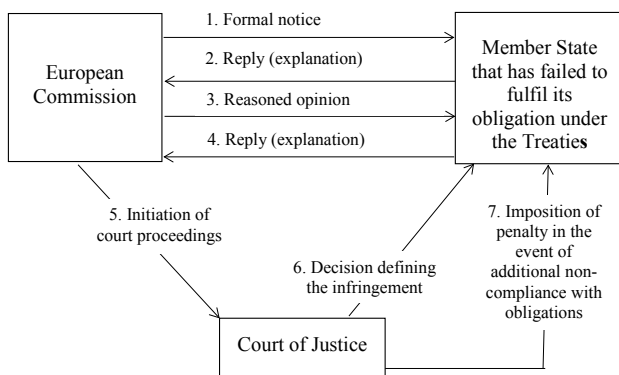 1. Formal notice
2. Reply (explanation)
3. Reasoned opinion
4. Reply (explanation)
European
Commission
Member State
that has failed to
fulfil its
obligation under
the Treaties
5. Initiation of
court proceedings
6. Decision defining
the infringement
7. Imposition of
penalty in the
event of
additional non-
compliance with
obligations
Court of Justice